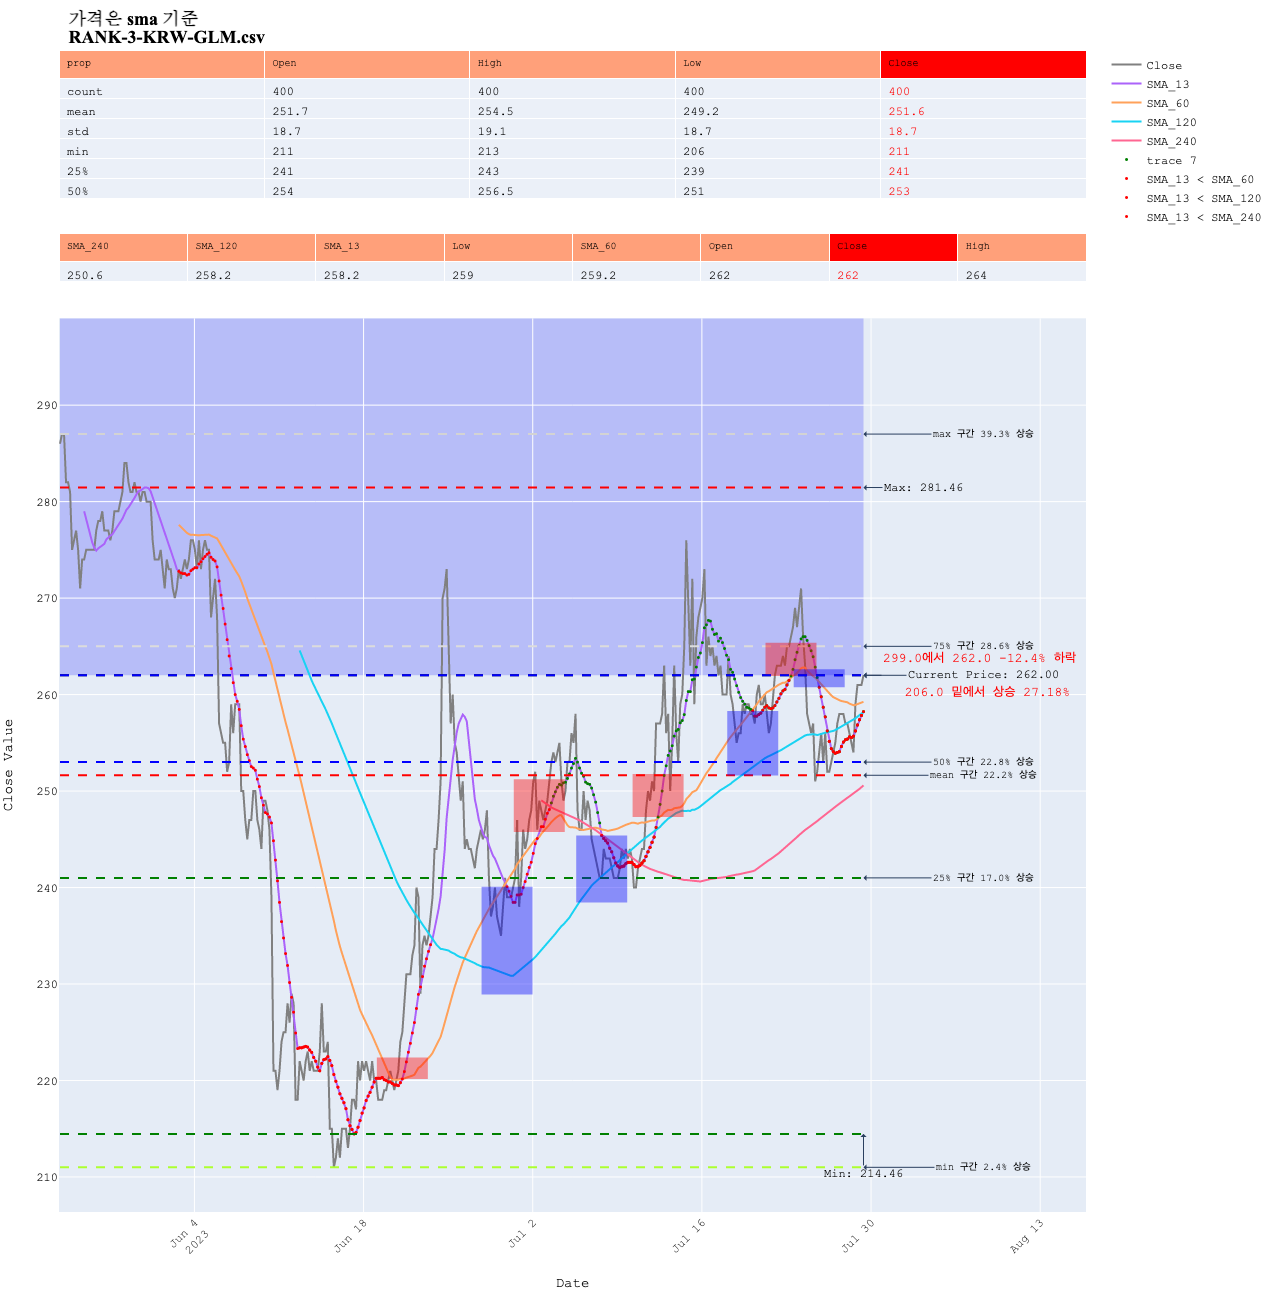 가격은 sma 기준
RANK-3-KRW-GLM.csv
prop Open High Low Close
count 400 400 400 400
mean 251.7 254.5 249.2 251.6
std 18.7 19.1 18.7 18.7
min 211 213 206 211
25% 241 243 239 241
50% 254 256.5 251 253
SMA_240 SMA_120 SMA_13 Low SMA_60 Open Close High
250.6 258.2 258.2 259 259.2 262 262 264
Close
SMA_13
SMA_60
SMA_120
SMA_240
trace 7
SMA_13 < SMA_60
SMA_13 < SMA_120
SMA_13 < SMA_240
Close Value
290
280
270
260
250
240
230
220
210
max 구간 39.3% 상승
Max: 281.46
75% 구간 28.6% 상승
299.0에서 262.0 -12.4% 하락
Current Price: 262.00
206.0 밑에서 상승 27.18%
50% 구간 22.8% 상승
mean 구간 22.2% 상승
25% 구간 17.0% 상승
min 구간 2.4% 상승
Min: 214.46
Jun 4
2023
Jun 18
Jul 2
Jul 16
Jul 30
Aug 13
Date